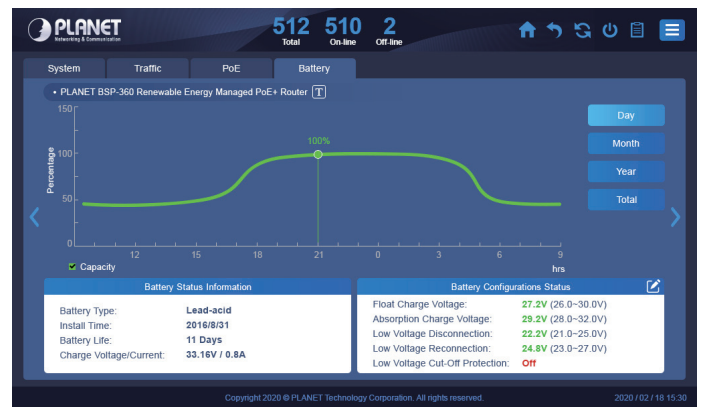 PLANET
Networking & Communication
512 510 2
Total On-line Off-line
System Traffic PoE Battery
• PLANET BSP-360 Renewable Energy Managed PoE+ Router T
150
100
50
0
Percentage
100%
12 15 18 21 0 3 6 9
hrs
Capacity
Day
Month
Year
Total
Battery Status Information
Battery Type: Lead-acid
Install Time: 2016/8/31
Battery Life: 11 Days
Charge Voltage/Current: 33.16V / 0.8A
Battery Configurations Status
Float Charge Voltage: 27.2V (26.0~30.0V)
Absorption Charge Voltage: 29.2V (28.0~32.0V)
Low Voltage Disconnection: 22.2V (21.0~25.0V)
Low Voltage Reconnection: 24.8V (23.0~27.0V)
Low Voltage Cut-Off Protection: Off
Copyright 2020 © PLANET Technology Corporation. All rights reserved.
2020 / 02 / 18 15:30